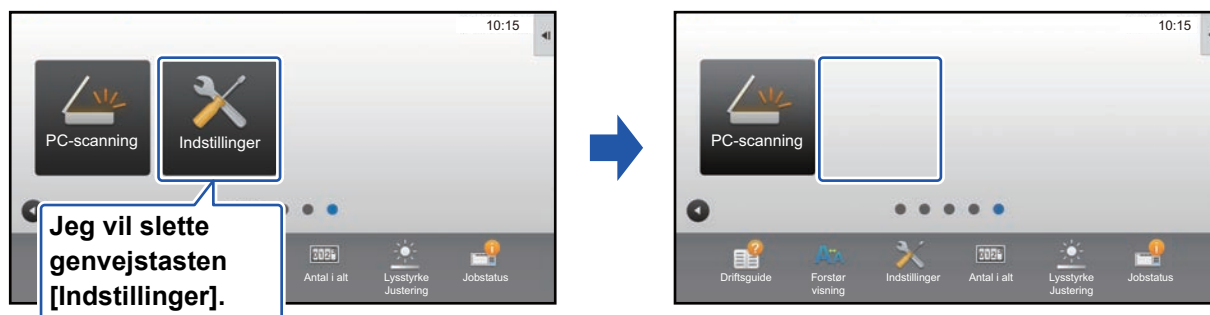 10:15
PC-scanning
Indstillinger
Jeg vil slette
genvejstasten
[Indstillinger].
Antal i alt
Lysstyrke
Justering
Jobstatus
10:15
PC-scanning
Driftsguide
Forstør
visning
Indstillinger
Antal i alt
Lysstyrke
Justering
Jobstatus